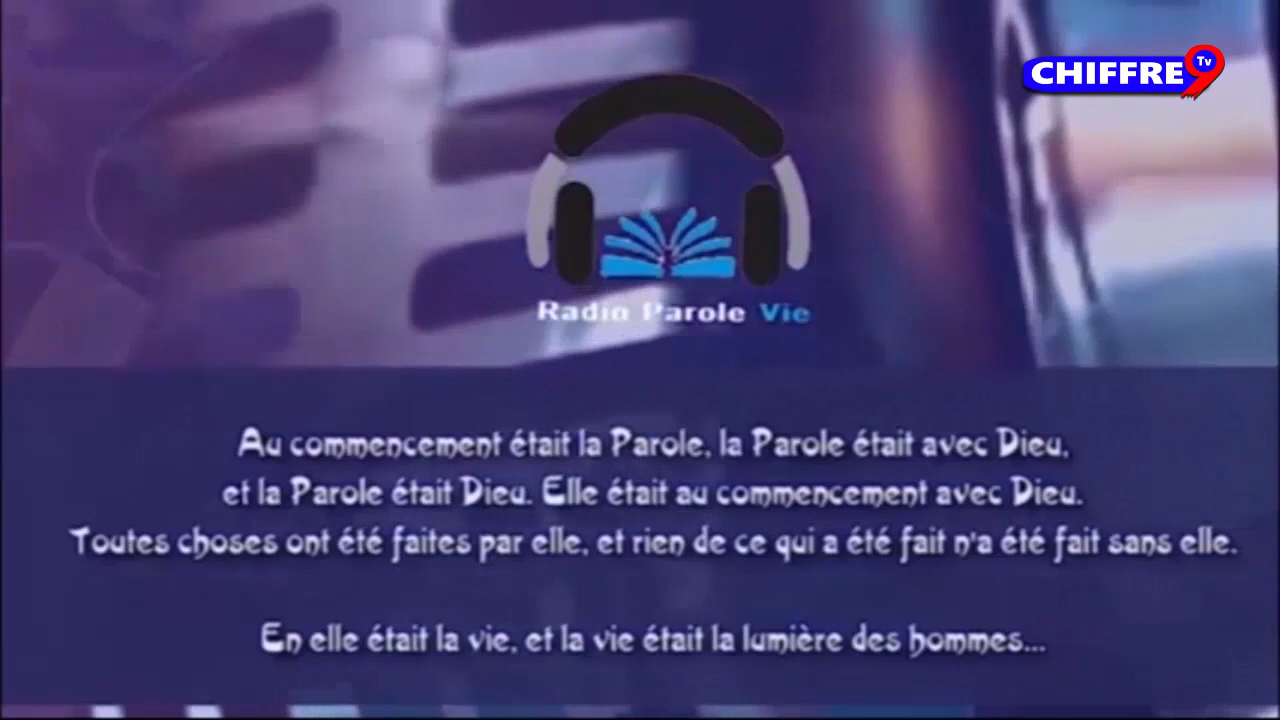 CHIFFRE 9 Tv
Radio Parole Vie
Au commencement était la Parole, la Parole était avec Dieu,
et la Parole était Dieu. Elle était au commencement avec Dieu.
Toutes choses ont été faites par elle, et rien de ce qui a été fait n'a été fait sans elle.
En elle était la vie, et la vie était la lumière des hommes...